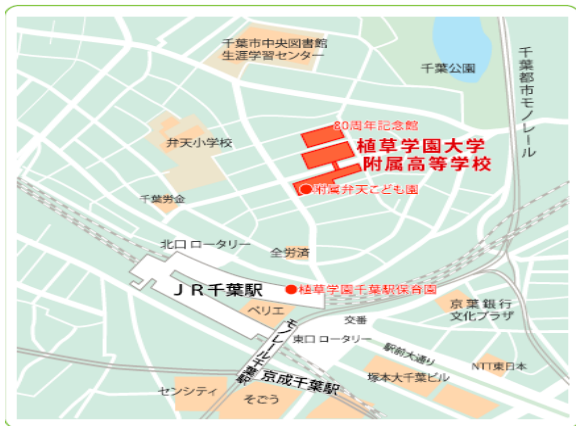 千葉市中央図書館
生涯学習センター
千葉公園
千葉都市モノレール
80周年記念館
植草学園大学
附属高等学校
弁天小学校
附属弁天こども園
千葉労金
北口 ロータリー
全労済
JR千葉駅
植草学園千葉駅保育園
ペリエ
京葉銀行
文化プラザ
交番
東口 ロータリー
モノレール千葉駅
駅前大通り
京成千葉駅
塚本大千葉ビル
NTT東日本
センシティ
そごう